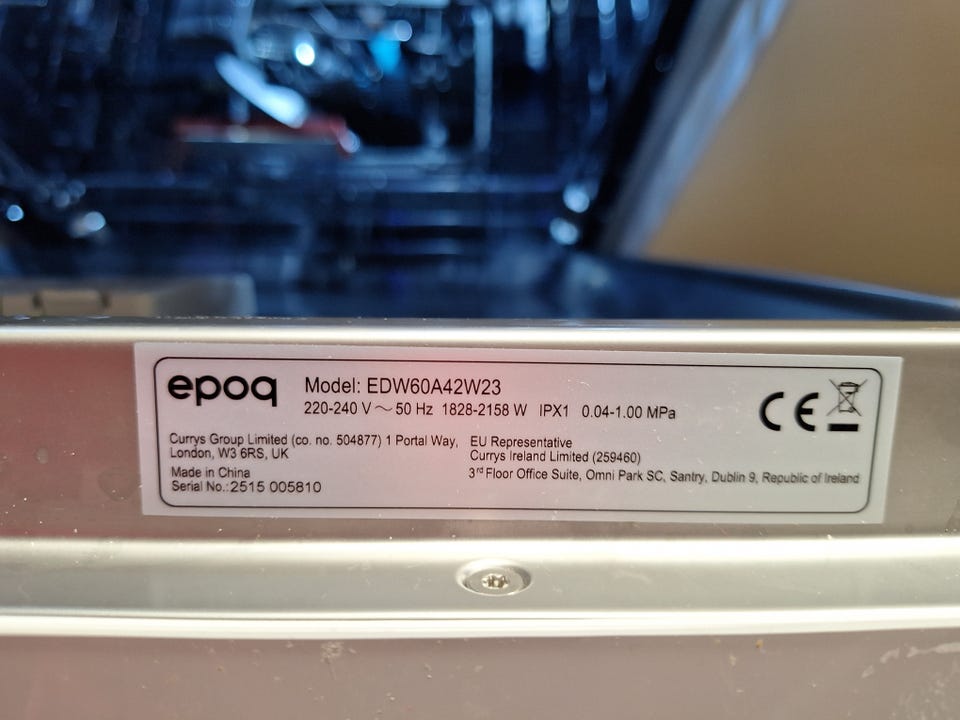 epoq
Model: EDW60A42W23
220-240 V ~ 50 Hz 1828-2158 W IPX1 0.04-1.00 MPa
CE
Currys Group Limited (co. no. 504877) 1 Portal Way,
London, W3 6RS, UK
Made in China
Serial No.: 2515 005810
EU Representative
Currys Ireland Limited (259460)
3rd Floor Office Suite, Omni Park SC, Santry, Dublin 9, Republic of Ireland